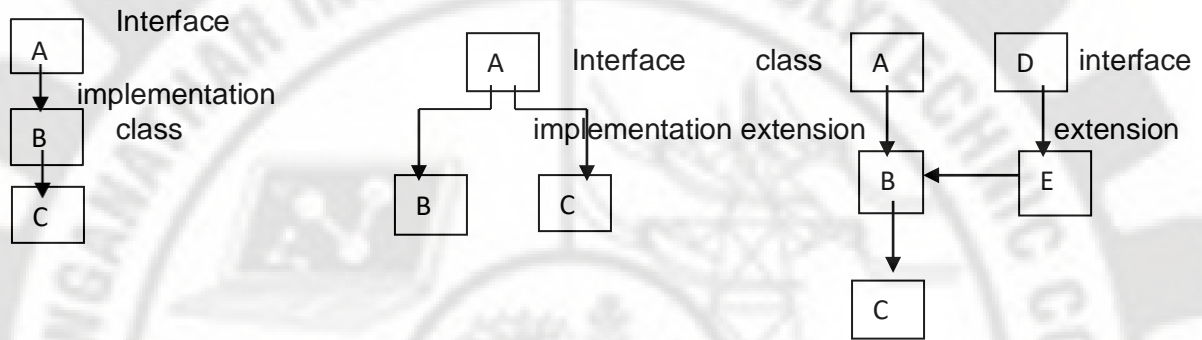 Interface
A
implementation
class
B
C
A
Interface
implementation
B
C
class
A
D
interface
extension
extension
B
E
C